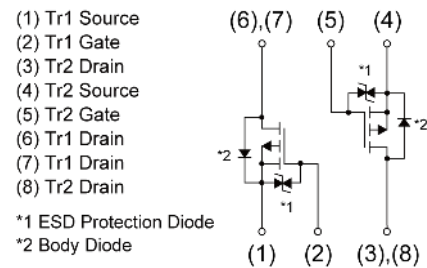 (1) Tr1 Source
(2) Tr1 Gate
(3) Tr2 Drain
(4) Tr2 Source
(5) Tr2 Gate
(6) Tr1 Drain
(7) Tr1 Drain
(8) Tr2 Drain
*1 ESD Protection Diode
*2 Body Diode
(6),(7) (5) (4)
*1
*2
*2
*1
(1) (2) (3),(8)